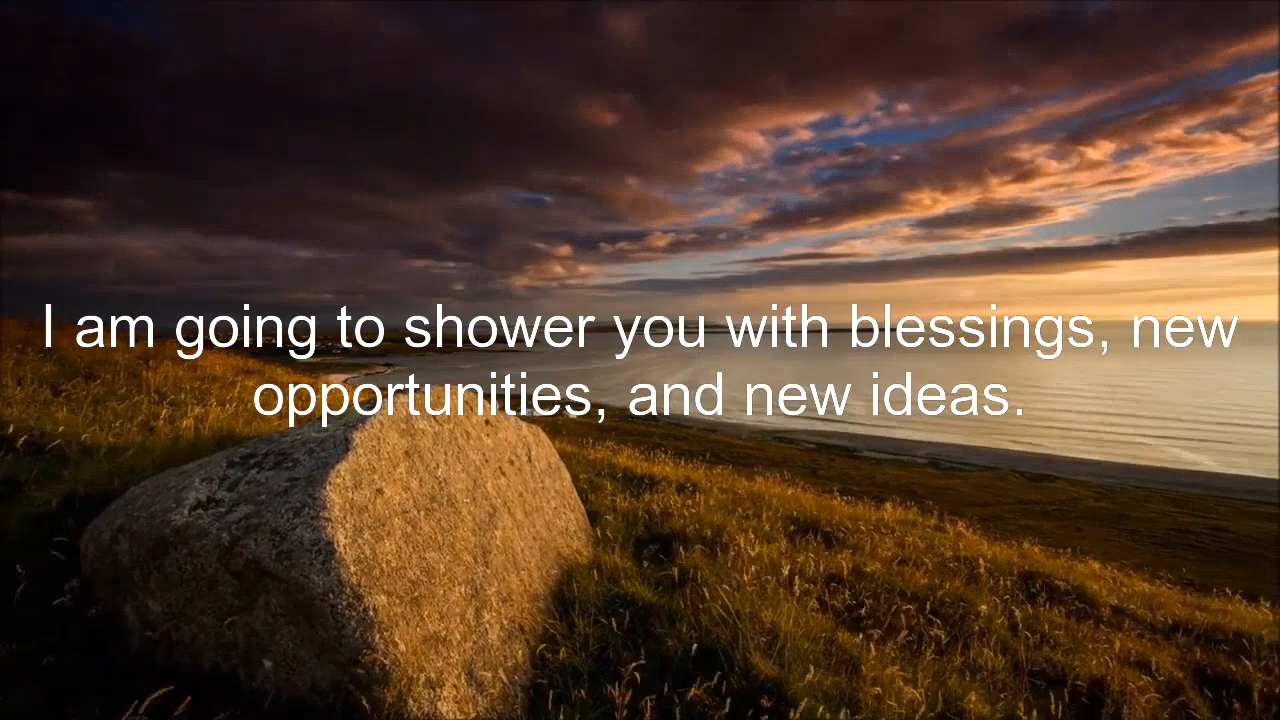 I am going to shower you with blessings, new
opportunities, and new ideas.